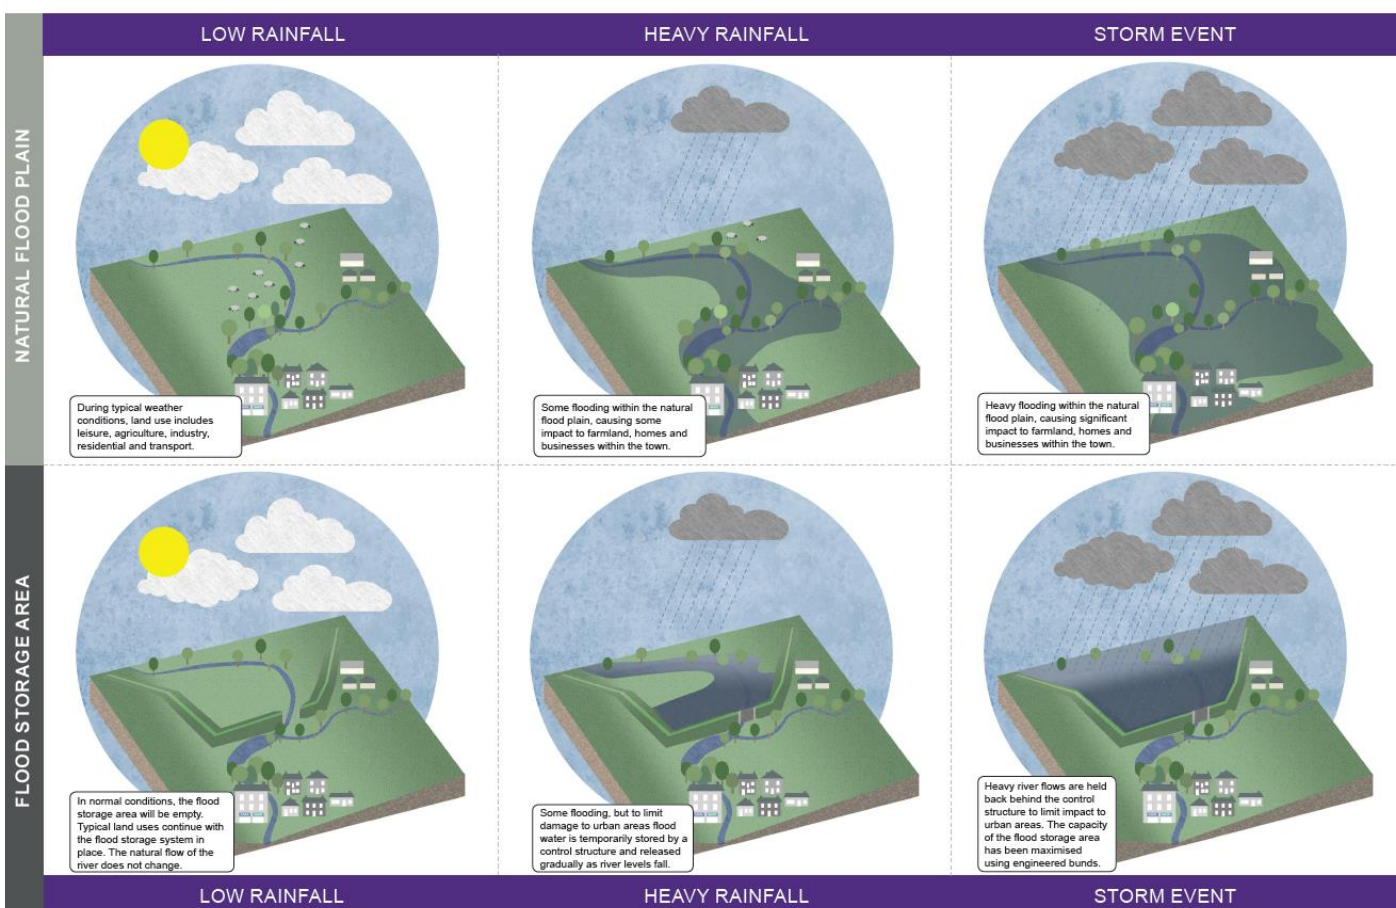 LOW RAINFALL
HEAVY RAINFALL
STORM EVENT
NATURAL FLOOD PLAIN
During typical weather
conditions, land use includes
leisure, agriculture, industry,
residential and transport.
Some flooding within the natural
flood plain, causing some
impact to farmland, homes and
businesses within the town.
Heavy flooding within the natural
flood plain, causing significant
impact to farmland, homes and
businesses within the town.
FLOOD STORAGE AREA
In normal conditions, the flood
storage area will be empty.
Typical land uses continue with
the flood storage system in
place. The natural flow of the
river does not change.
Some flooding, but to limit
damage to urban areas flood
water is temporarily stored by a
control structure and released
gradually as river levels fall.
Heavy river flows are held
back behind the control
structure to limit impact to
urban areas. The capacity
of the flood storage area
has been maximised
using engineered bunds.
LOW RAINFALL
HEAVY RAINFALL
STORM EVENT